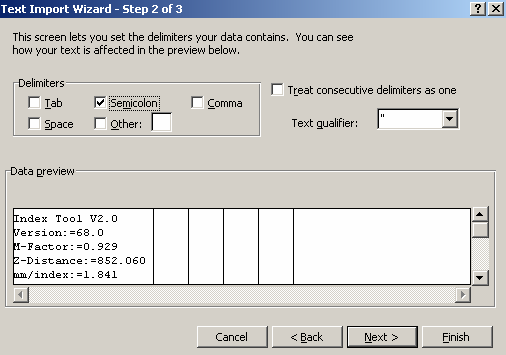 Text Import Wizard - Step 2 of 3
This screen lets you set the delimiters your data contains. You can see
how your text is affected in the preview below.
Delimiters
Tab
Semicolon
Comma
Treat consecutive delimiters as one
Space
Other:
Text qualifier:
"
Data preview
Index Tool V2.0
Version:=68.0
M-Factor:=0.929
Z-Distance:=852.060
mm/index:=1.841
Cancel
< Back
Next >
Finish